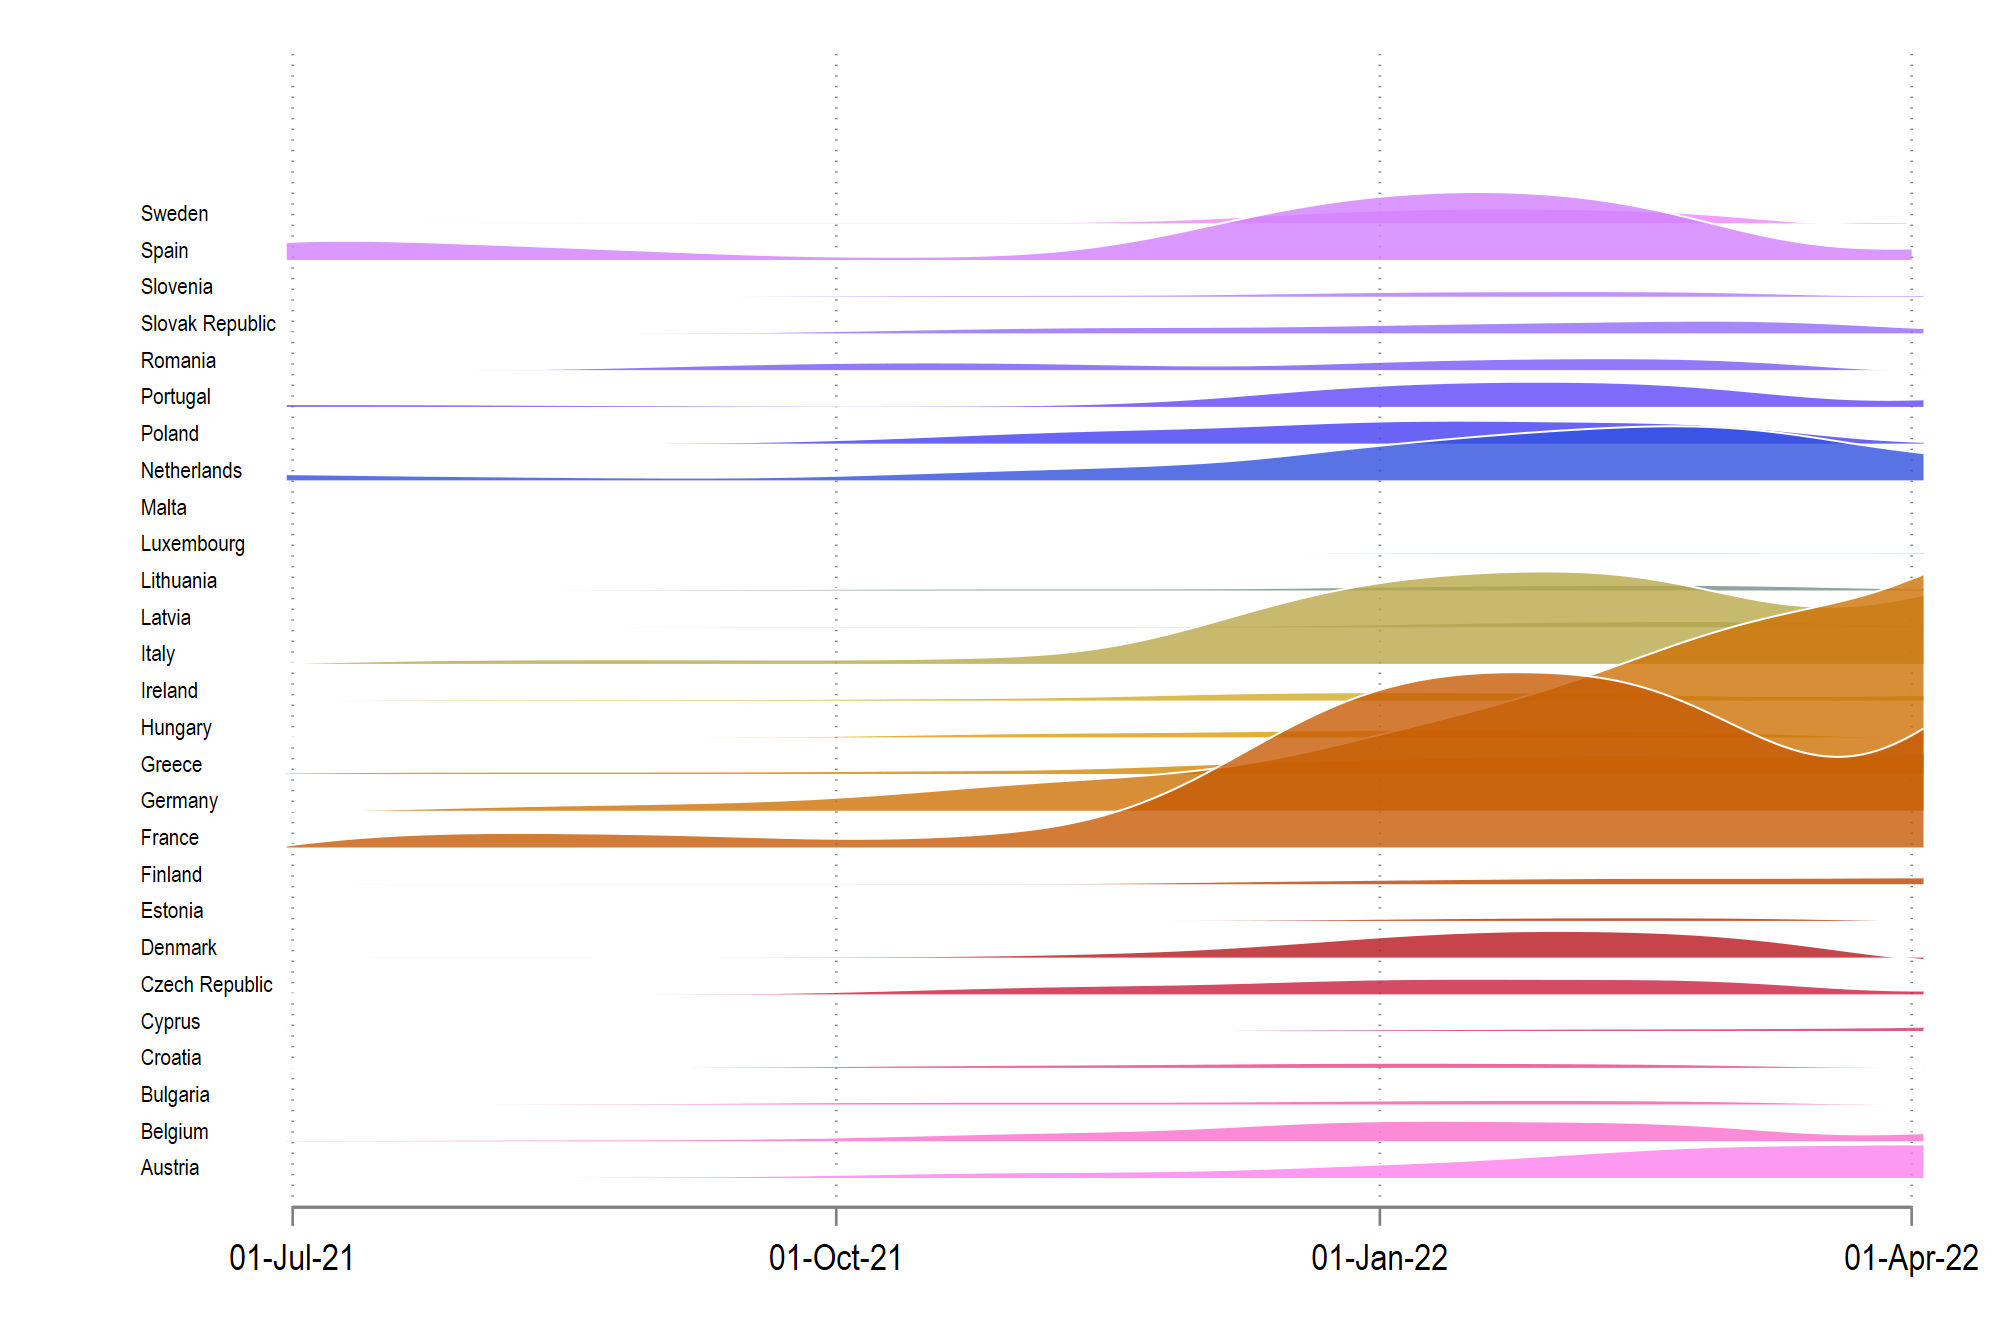 Sweden
Spain
Slovenia
Slovak Republic
Romania
Portugal
Poland
Netherlands
Malta
Luxembourg
Lithuania
Latvia
Italy
Ireland
Hungary
Greece
Germany
France
Finland
Estonia
Denmark
Czech Republic
Cyprus
Croatia
Bulgaria
Belgium
Austria
01-Jul-21 01-Oct-21 01-Jan-22 01-Apr-22